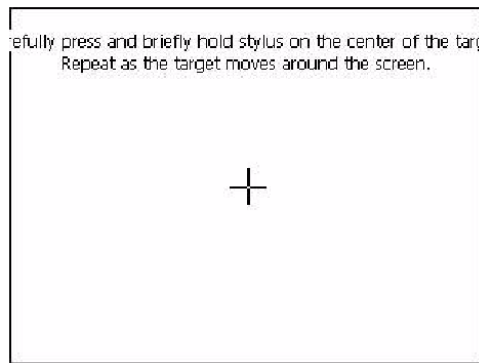 refully press and briefly hold stylus on the center of the targ
Repeat as the target moves around the screen.